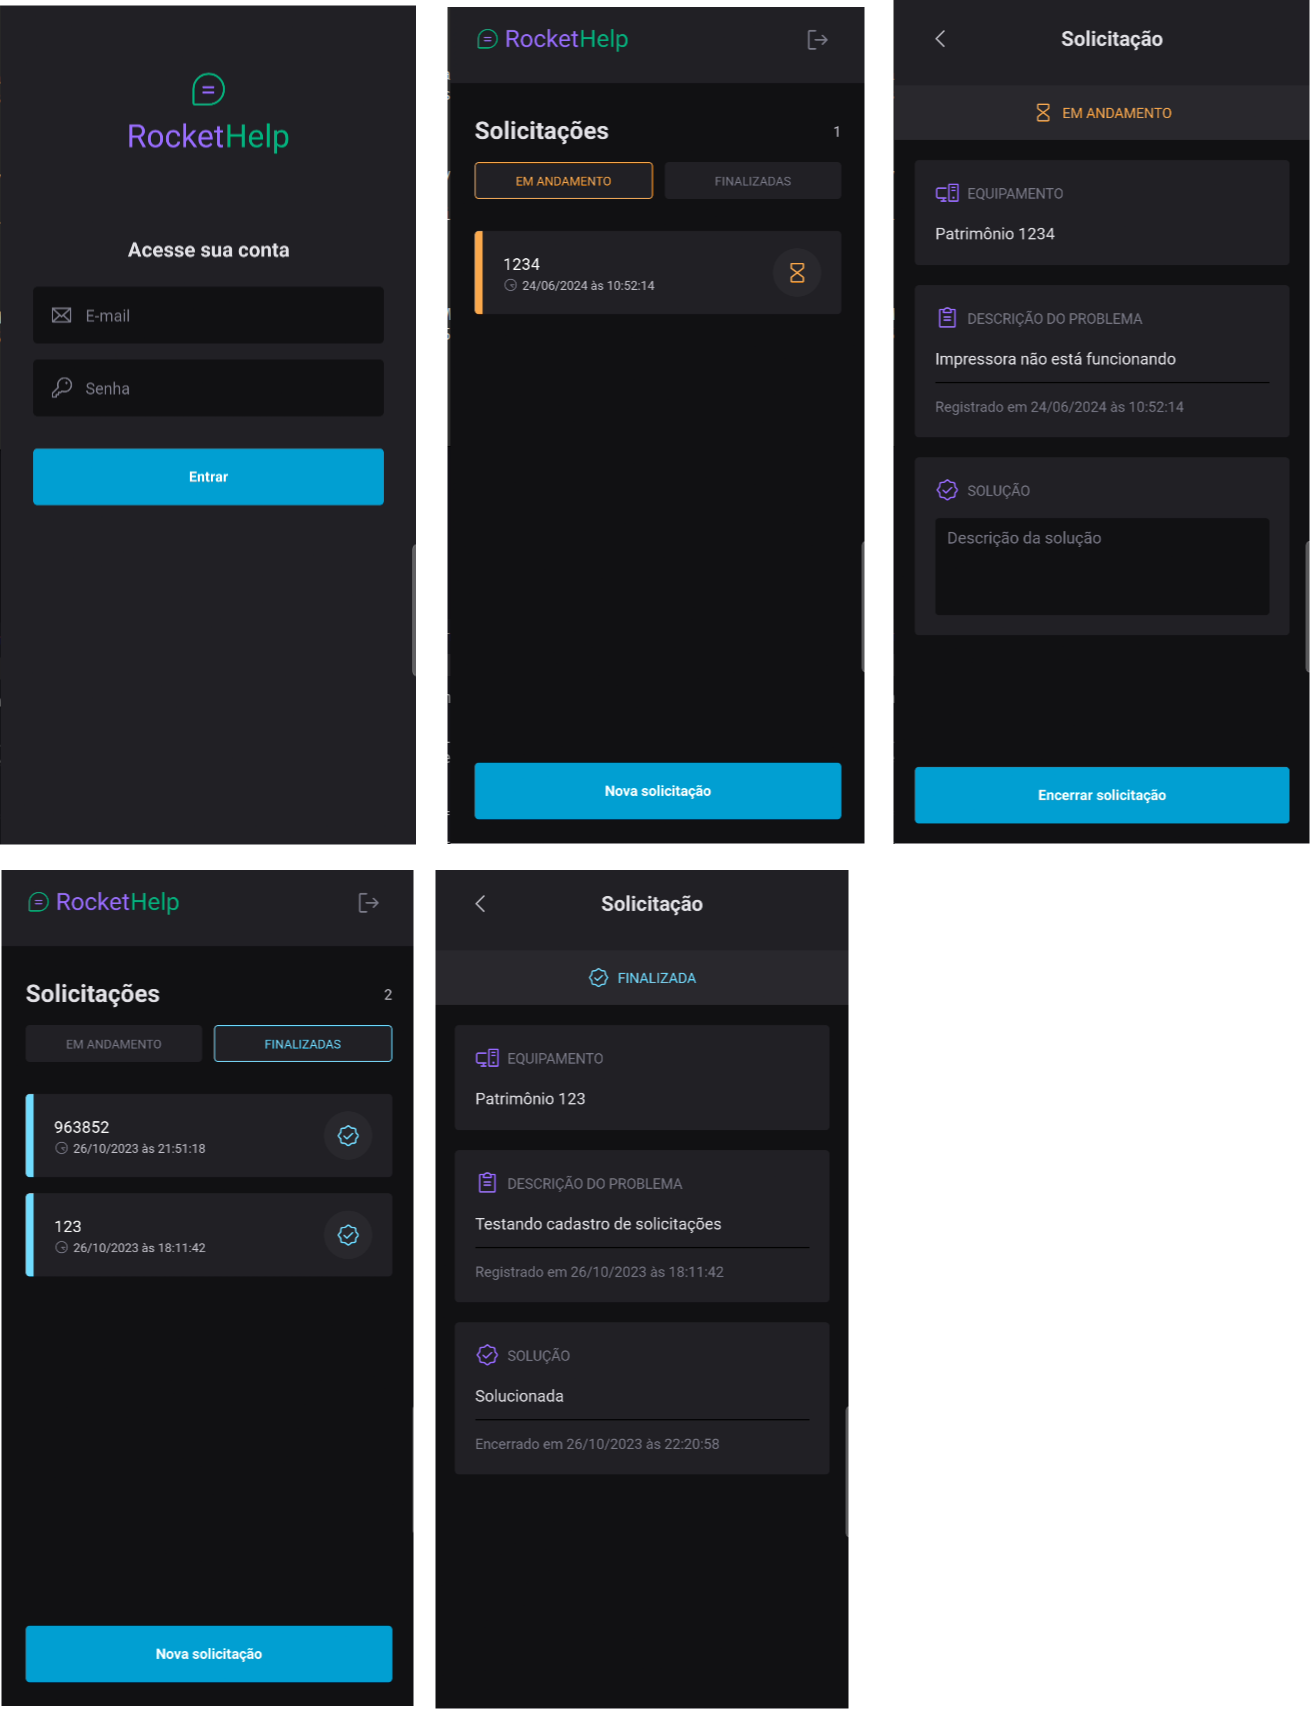 RocketHelp
Acesse sua conta
E-mail
Senha
Entrar
RocketHelp
Solicitações 1
EM ANDAMENTO FINALIZADAS
1234
24/06/2024 às 10:52:14
Nova solicitação
Solicitação
EM ANDAMENTO
EQUIPAMENTO
Patrimônio 1234
DESCRIÇÃO DO PROBLEMA
Impressora não está funcionando
Registrado em 24/06/2024 às 10:52:14
SOLUÇÃO
Descrição da solução
Encerrar solicitação
RocketHelp
Solicitações 2
EM ANDAMENTO FINALIZADAS
963852
26/10/2023 às 21:51:18
123
26/10/2023 às 18:11:42
Nova solicitação
Solicitação
FINALIZADA
EQUIPAMENTO
Patrimônio 123
DESCRIÇÃO DO PROBLEMA
Testando cadastro de solicitações
Registrado em 26/10/2023 às 18:11:42
SOLUÇÃO
Solucionada
Encerrado em 26/10/2023 às 22:20:58